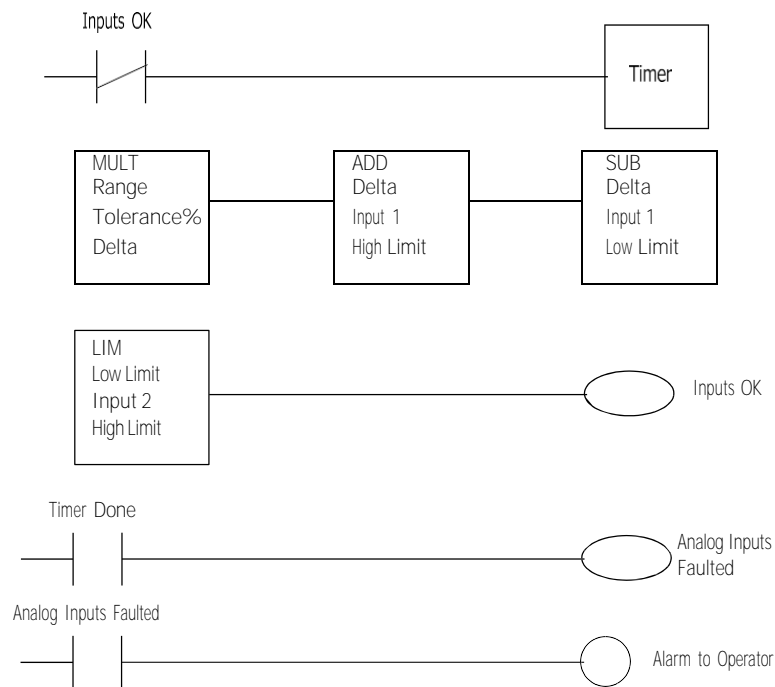 Inputs OK
Timer
MULT
Range
Tolerance%
Delta
ADD
Delta
Input 1
High Limit
SUB
Delta
Input 1
Low Limit
LIM
Low Limit
Input 2
High Limit
Inputs OK
Timer Done
Analog Inputs
Faulted
Analog Inputs Faulted
Alarm to Operator